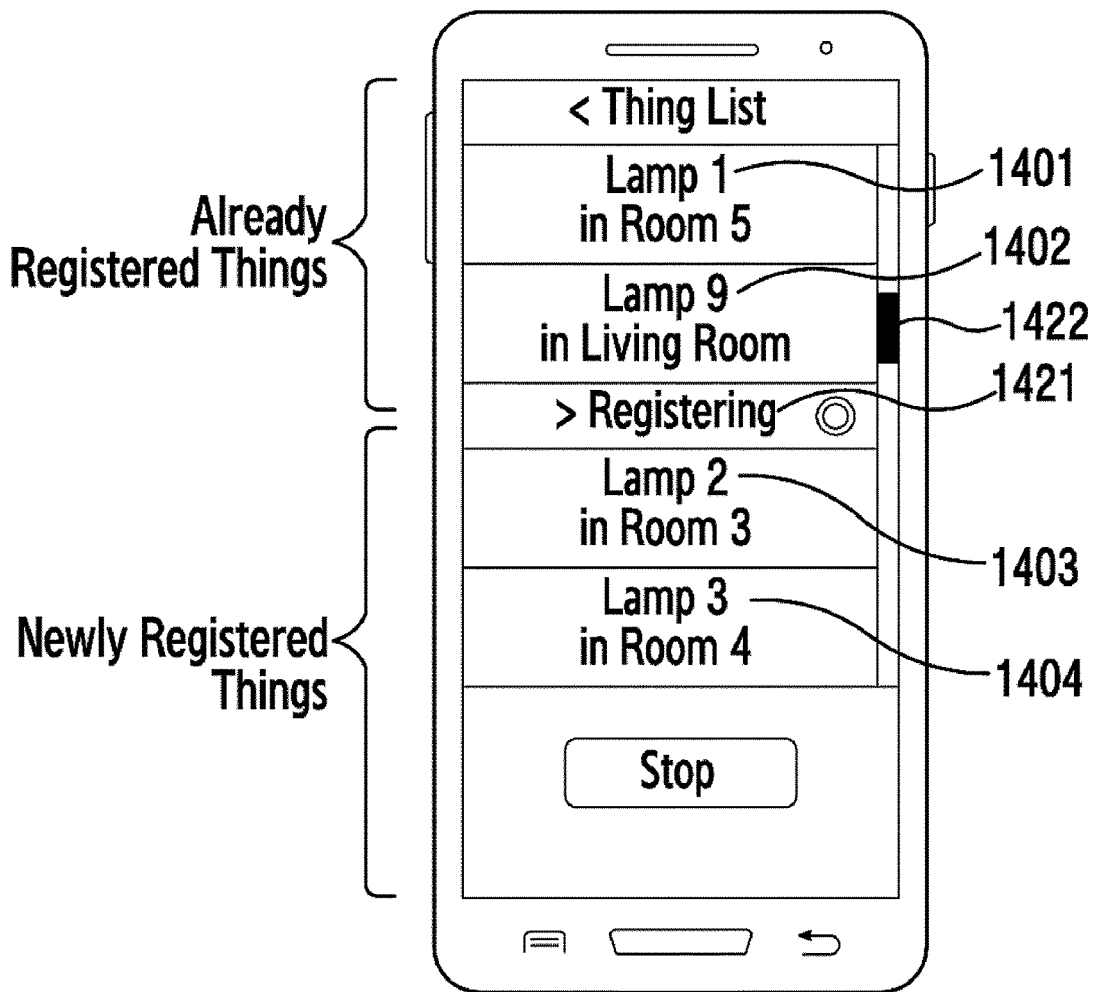 < Thing List
Lamp 1
in Room 5
1401
Already
Registered Things
Lamp 9
in Living Room
1402
1422
> Registering
1421
Lamp 2
in Room 3
1403
Newly Registered
Things
Lamp 3
in Room 4
1404
Stop